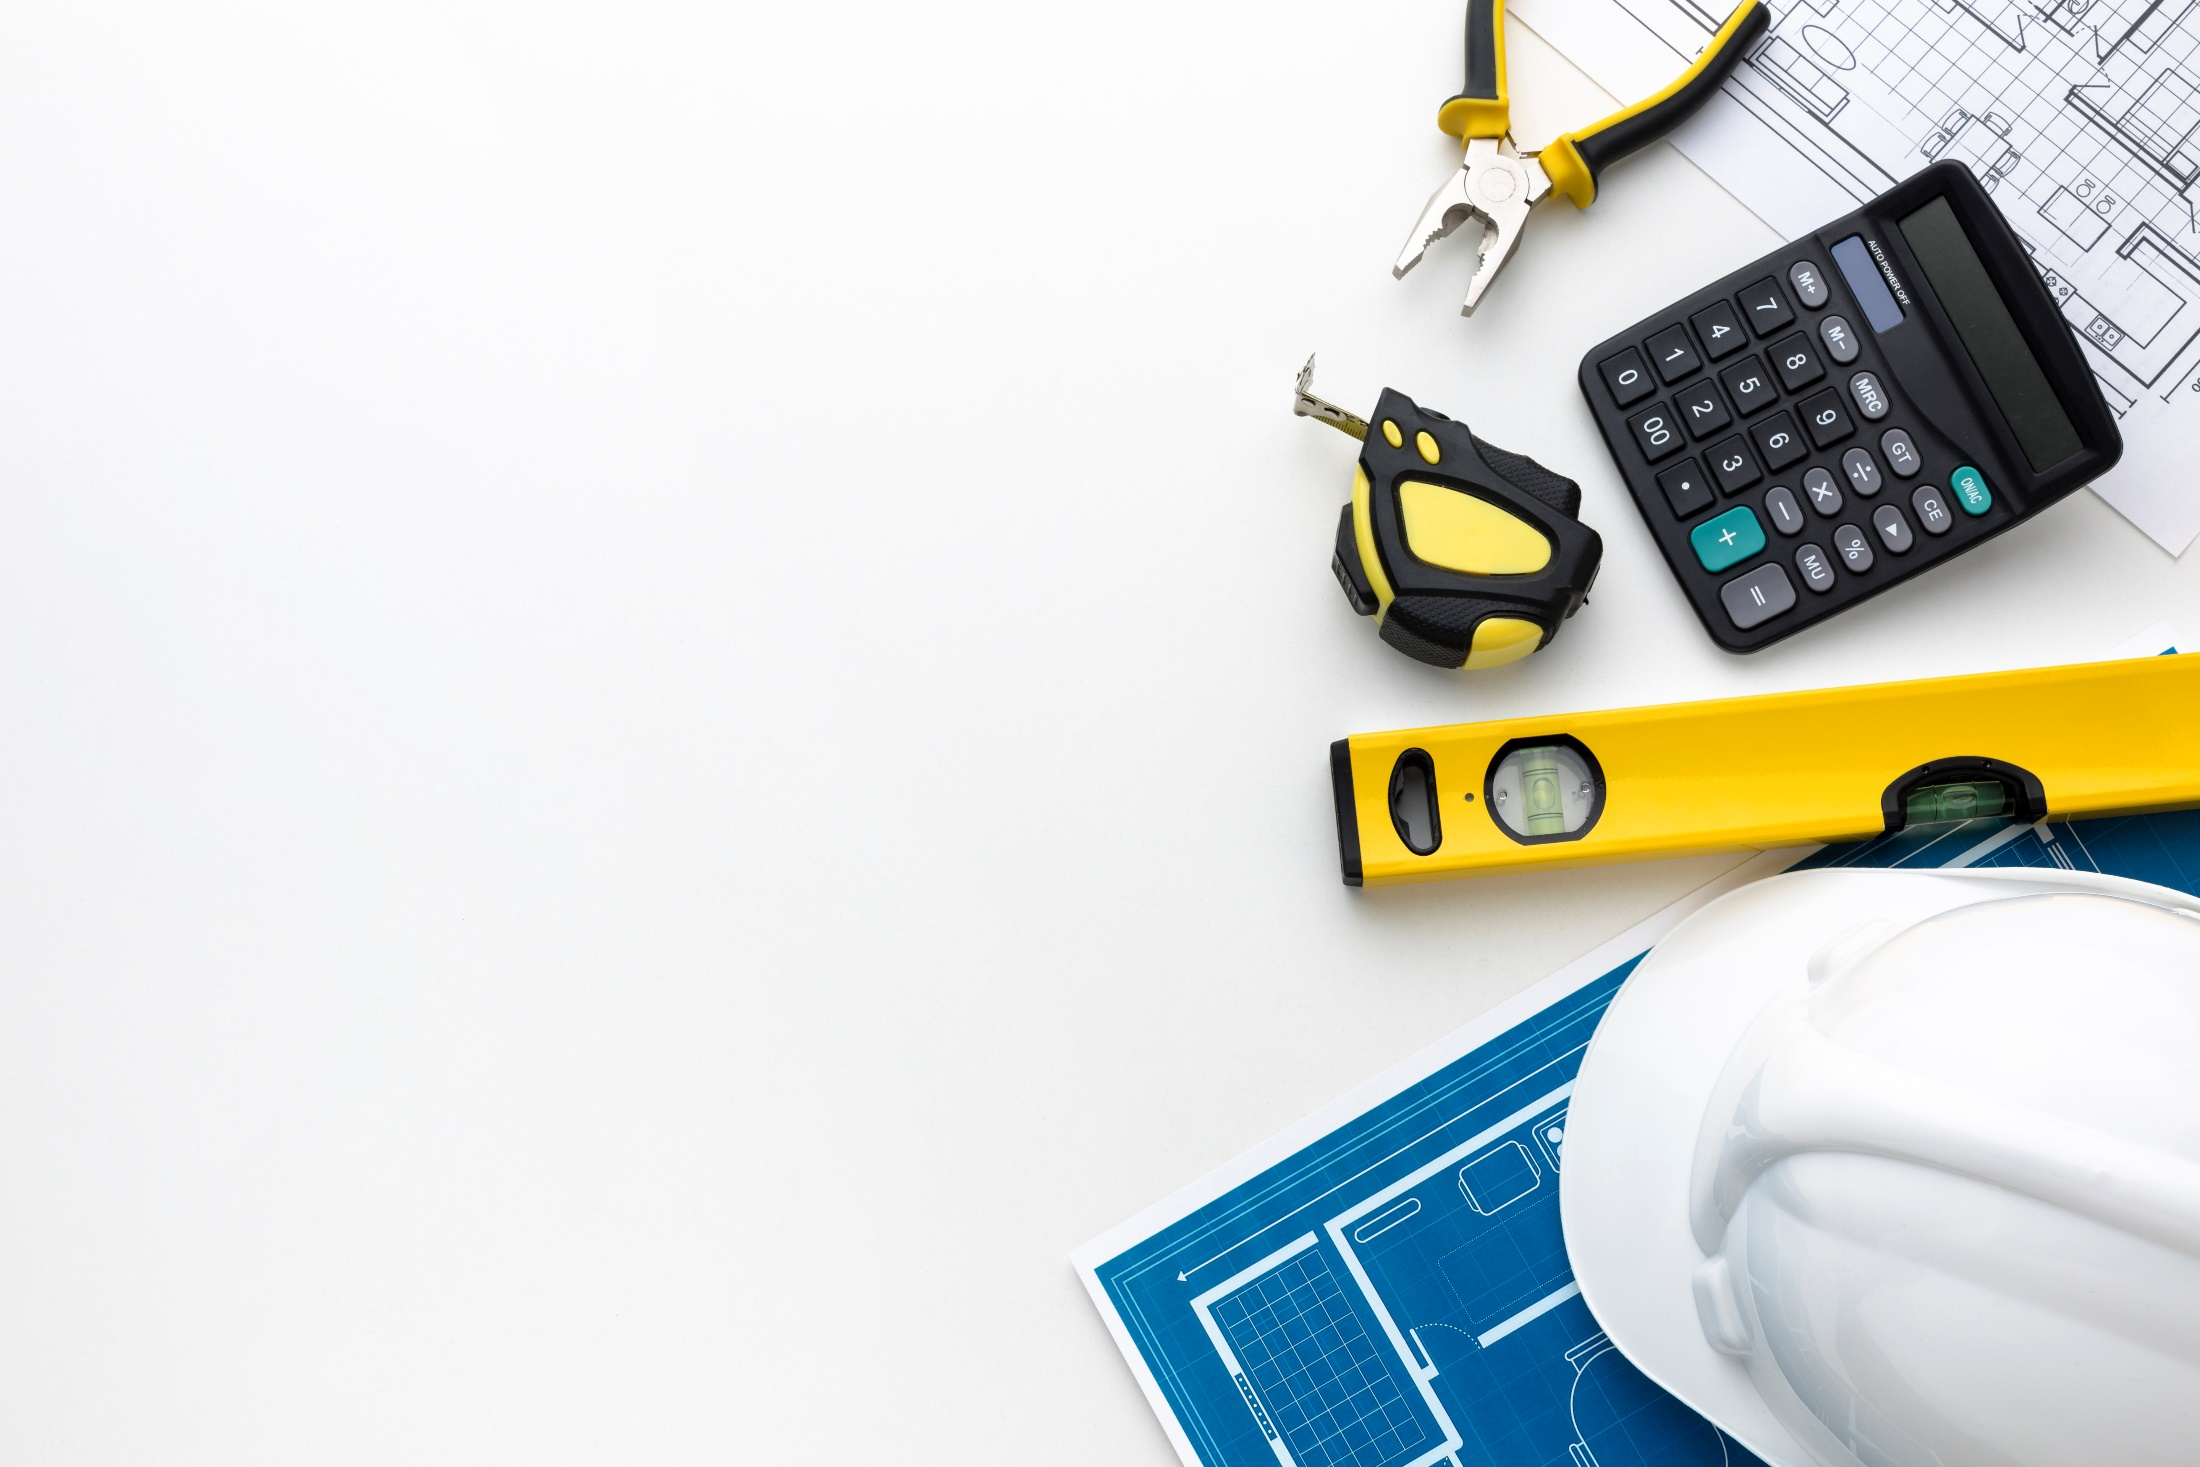 AUTO POWER OFF
M+
M−
MRC
GT
ON/AC
7
8
9
÷
CE
4
5
6
×
▶
1
2
3
−
%
0
00
.
+
=
MU